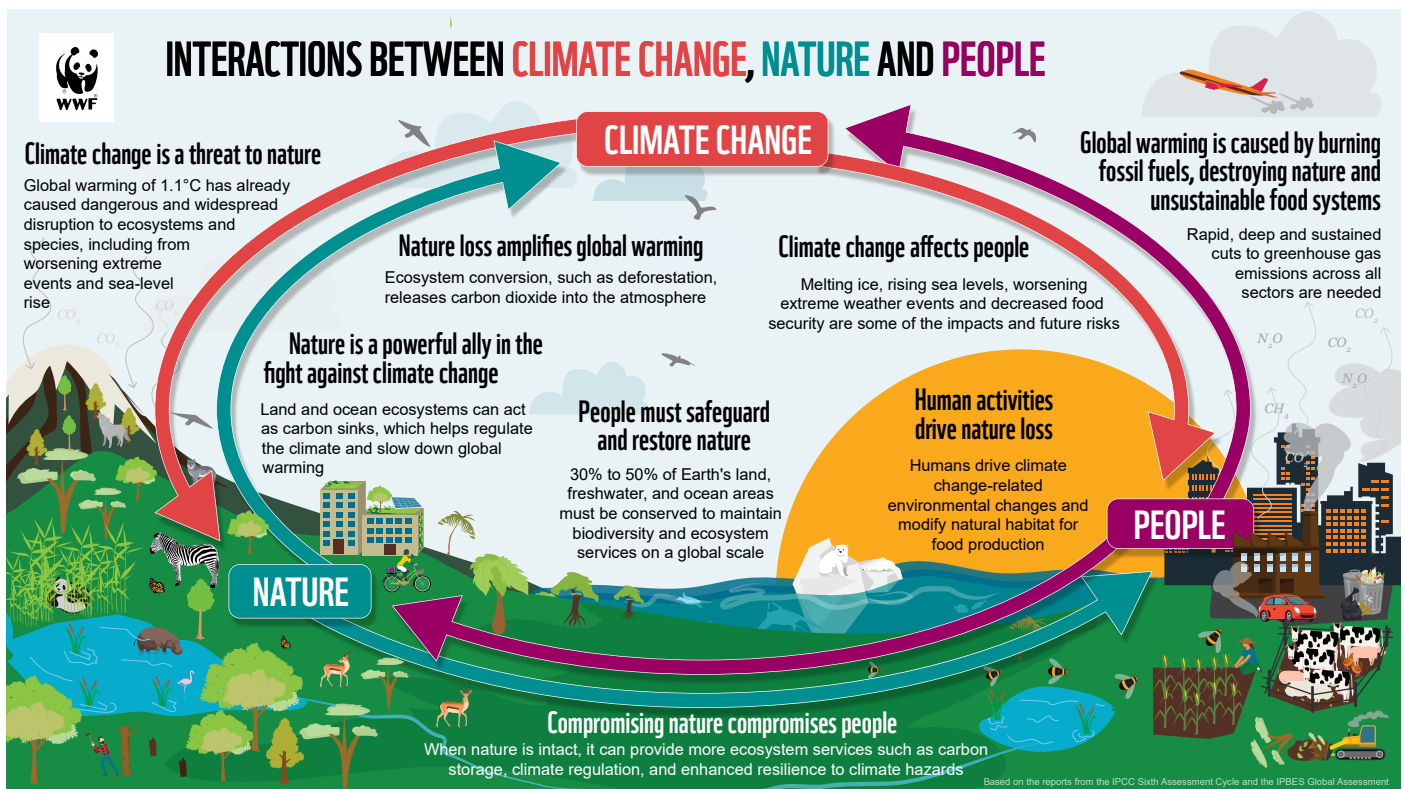 INTERACTIONS BETWEEN CLIMATE CHANGE, NATURE AND PEOPLE
WWF
CLIMATE CHANGE
Climate change is a threat to nature
Global warming of 1.1°C has already
caused dangerous and widespread
disruption to ecosystems and
species, including from
worsening extreme
events and sea-level
rise
CO2
CO2
CO2
Nature loss amplifies global warming
Ecosystem conversion, such as deforestation,
releases carbon dioxide into the atmosphere
Nature is a powerful ally in the
fight against climate change
Land and ocean ecosystems can act
as carbon sinks, which helps regulate
the climate and slow down global
warming
Climate change affects people
Melting ice, rising sea levels, worsening
extreme weather events and decreased food
security are some of the impacts and future risks
Global warming is caused by burning
fossil fuels, destroying nature and
unsustainable food systems
Rapid, deep and sustained
cuts to greenhouse gas
emissions across all
sectors are needed
CO2
N2O
CO2
N2O
CH4
CO2
People must safeguard
and restore nature
30% to 50% of Earth's land,
freshwater, and ocean areas
must be conserved to maintain
biodiversity and ecosystem
services on a global scale
Human activities
drive nature loss
Humans drive climate
change-related
environmental changes and
modify natural habitat for
food production
PEOPLE
NATURE
Compromising nature compromises people
When nature is intact, it can provide more ecosystem services such as carbon
storage, climate regulation, and enhanced resilience to climate hazards
Based on the reports from the IPCC Sixth Assessment Cycle and the IPBES Global Assessment